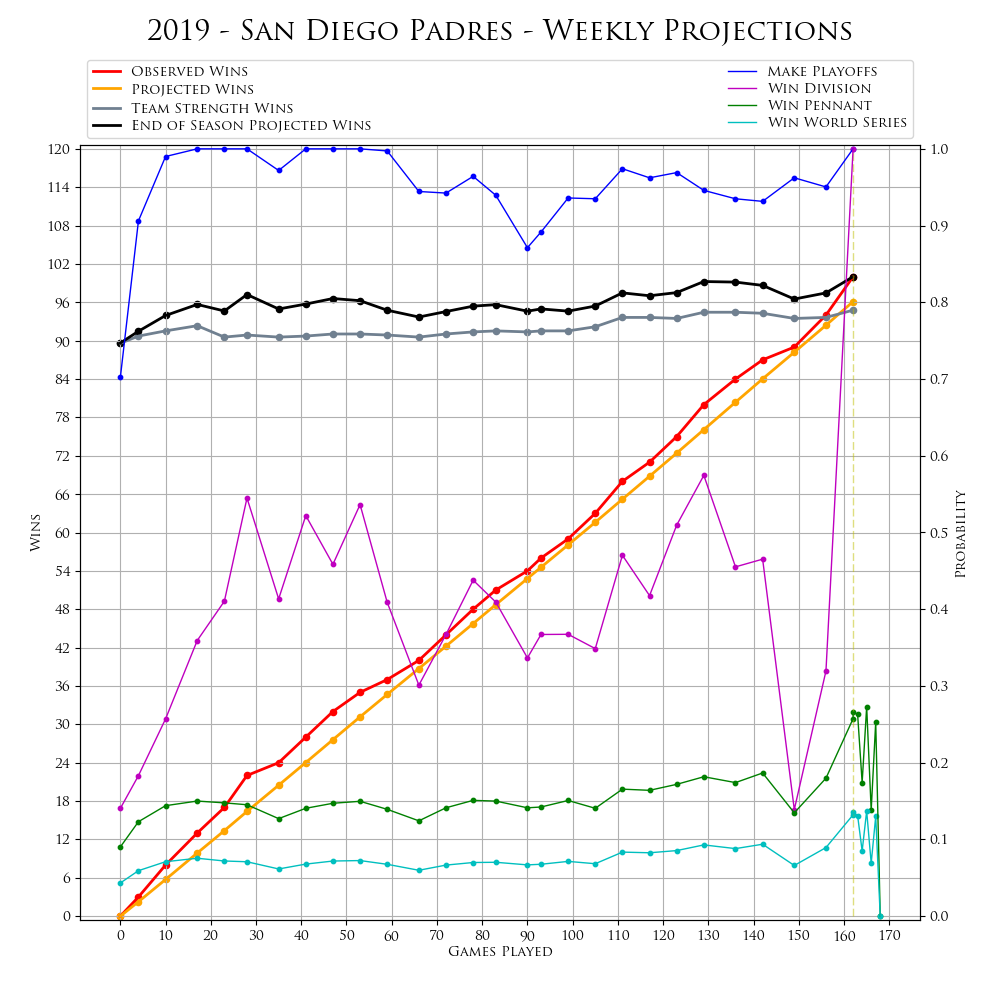 2019 - San Diego Padres - Weekly Projections
Observed Wins
Projected Wins
Team Strength Wins
End of Season Projected Wins
Make Playoffs
Win Division
Win Pennant
Win World Series
120
114
108
102
96
90
84
78
72
66
60
54
48
42
36
30
24
18
12
6
0
Wins
1.0
0.9
0.8
0.7
0.6
0.5
0.4
0.3
0.2
0.1
0.0
Probability
0 10 20 30 40 50 60 70 80 90 100 110 120 130 140 150 160 170
Games Played